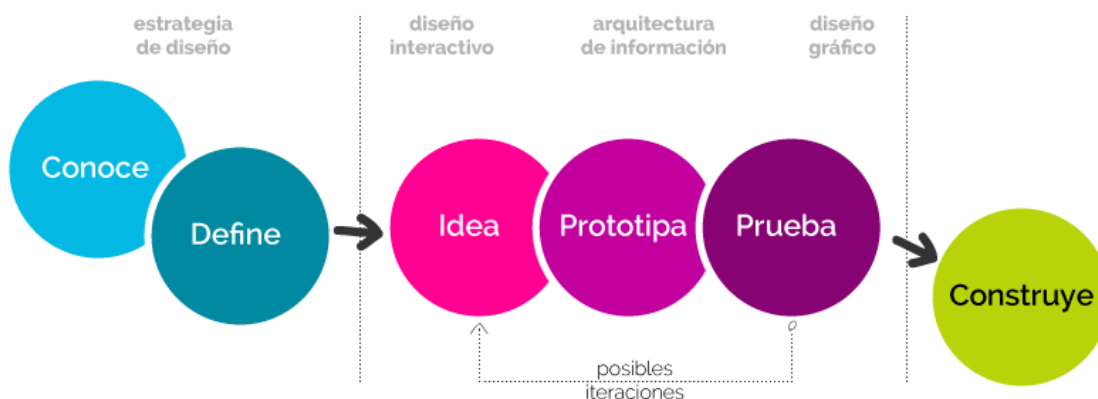 estrategia
de diseño
diseño
interactivo
arquitectura
de información
diseño
gráfico
Conoce
Define
Idea
Prototipa
Prueba
Construye
posibles
iteraciones